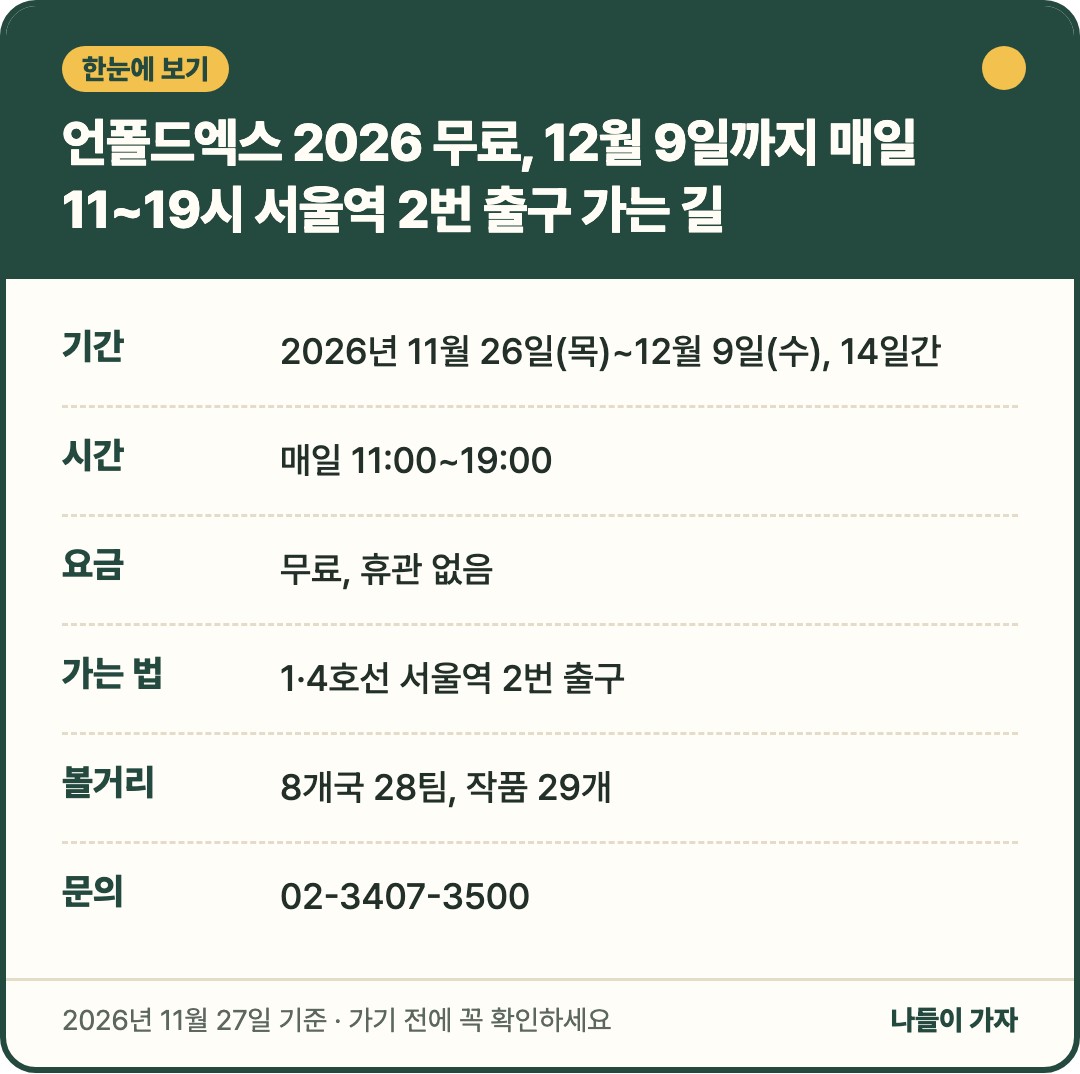 한눈에 보기
언폴드엑스 2026 무료, 12월 9일까지 매일
11~19시 서울역 2번 출구 가는 길
기간 2026년 11월 26일(목)~12월 9일(수), 14일간
시간 매일 11:00~19:00
요금 무료, 휴관 없음
가는 법 1·4호선 서울역 2번 출구
볼거리 8개국 28팀, 작품 29개
문의 02-3407-3500
2026년 11월 27일 기준 · 가기 전에 꼭 확인하세요 나들이 가자